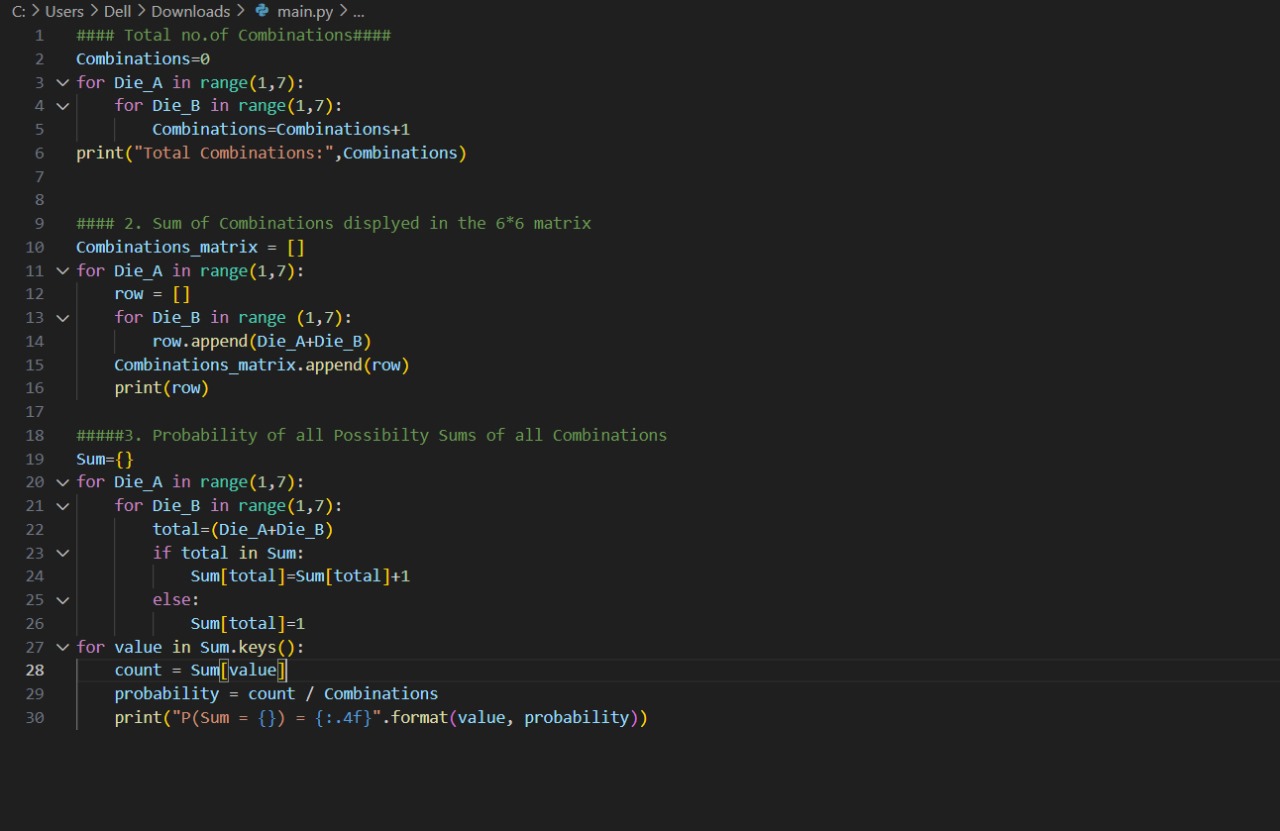 C: > Users > Dell > Downloads > main.py > ...
1 #### Total no.of Combinations####
2 Combinations=0
3 for Die_A in range(1,7):
4     for Die_B in range(1,7):
5         Combinations=Combinations+1
6 print("Total Combinations:",Combinations)
7
8
9 #### 2. Sum of Combinations displyed in the 6*6 matrix
10 Combinations_matrix = []
11 for Die_A in range(1,7):
12     row = []
13     for Die_B in range (1,7):
14         row.append(Die_A+Die_B)
15     Combinations_matrix.append(row)
16     print(row)
17
18 #####3. Probability of all Possibilty Sums of all Combinations
19 Sum={}
20 for Die_A in range(1,7):
21     for Die_B in range(1,7):
22         total=(Die_A+Die_B)
23         if total in Sum:
24             Sum[total]=Sum[total]+1
25         else:
26             Sum[total]=1
27 for value in Sum.keys():
28     count = Sum[value]
29     probability = count / Combinations
30     print("P(Sum = {}) = {:.4f}".format(value, probability))